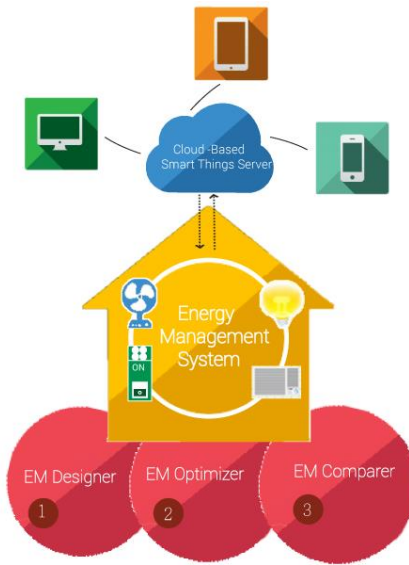 Cloud -Based
Smart Things Server
Energy
Management
System
ON
EM Designer
EM Optimizer
EM Comparer
1
2
3